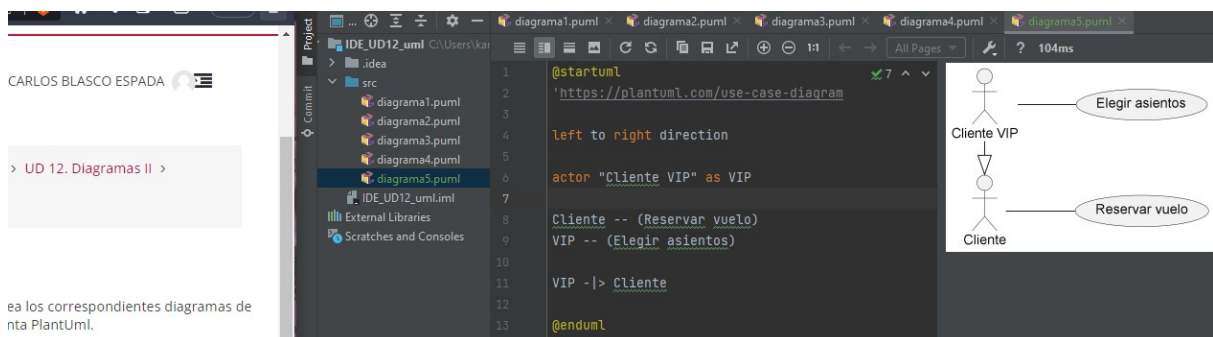 CARLOS BLASCO ESPADA
> UD 12. Diagramas II >
ea los correspondientes diagramas de
nta PlantUml.
Project
Commit
IDE_UD12_uml C:\Users\kar
.idea
src
diagrama1.puml
diagrama2.puml
diagrama3.puml
diagrama4.puml
diagrama5.puml
IDE_UD12_uml.iml
External Libraries
Scratches and Consoles
diagrama1.puml diagrama2.puml diagrama3.puml diagrama4.puml diagrama5.puml
1:1 All Pages ? 104ms
7
1 @startuml
2 'https://plantuml.com/use-case-diagram
3
4 left to right direction
5
6 actor "Cliente VIP" as VIP
7
8 Cliente -- (Reservar vuelo)
9 VIP -- (Elegir asientos)
10
11 VIP -|> Cliente
12
13 @enduml
Elegir asientos
Cliente VIP
Reservar vuelo
Cliente